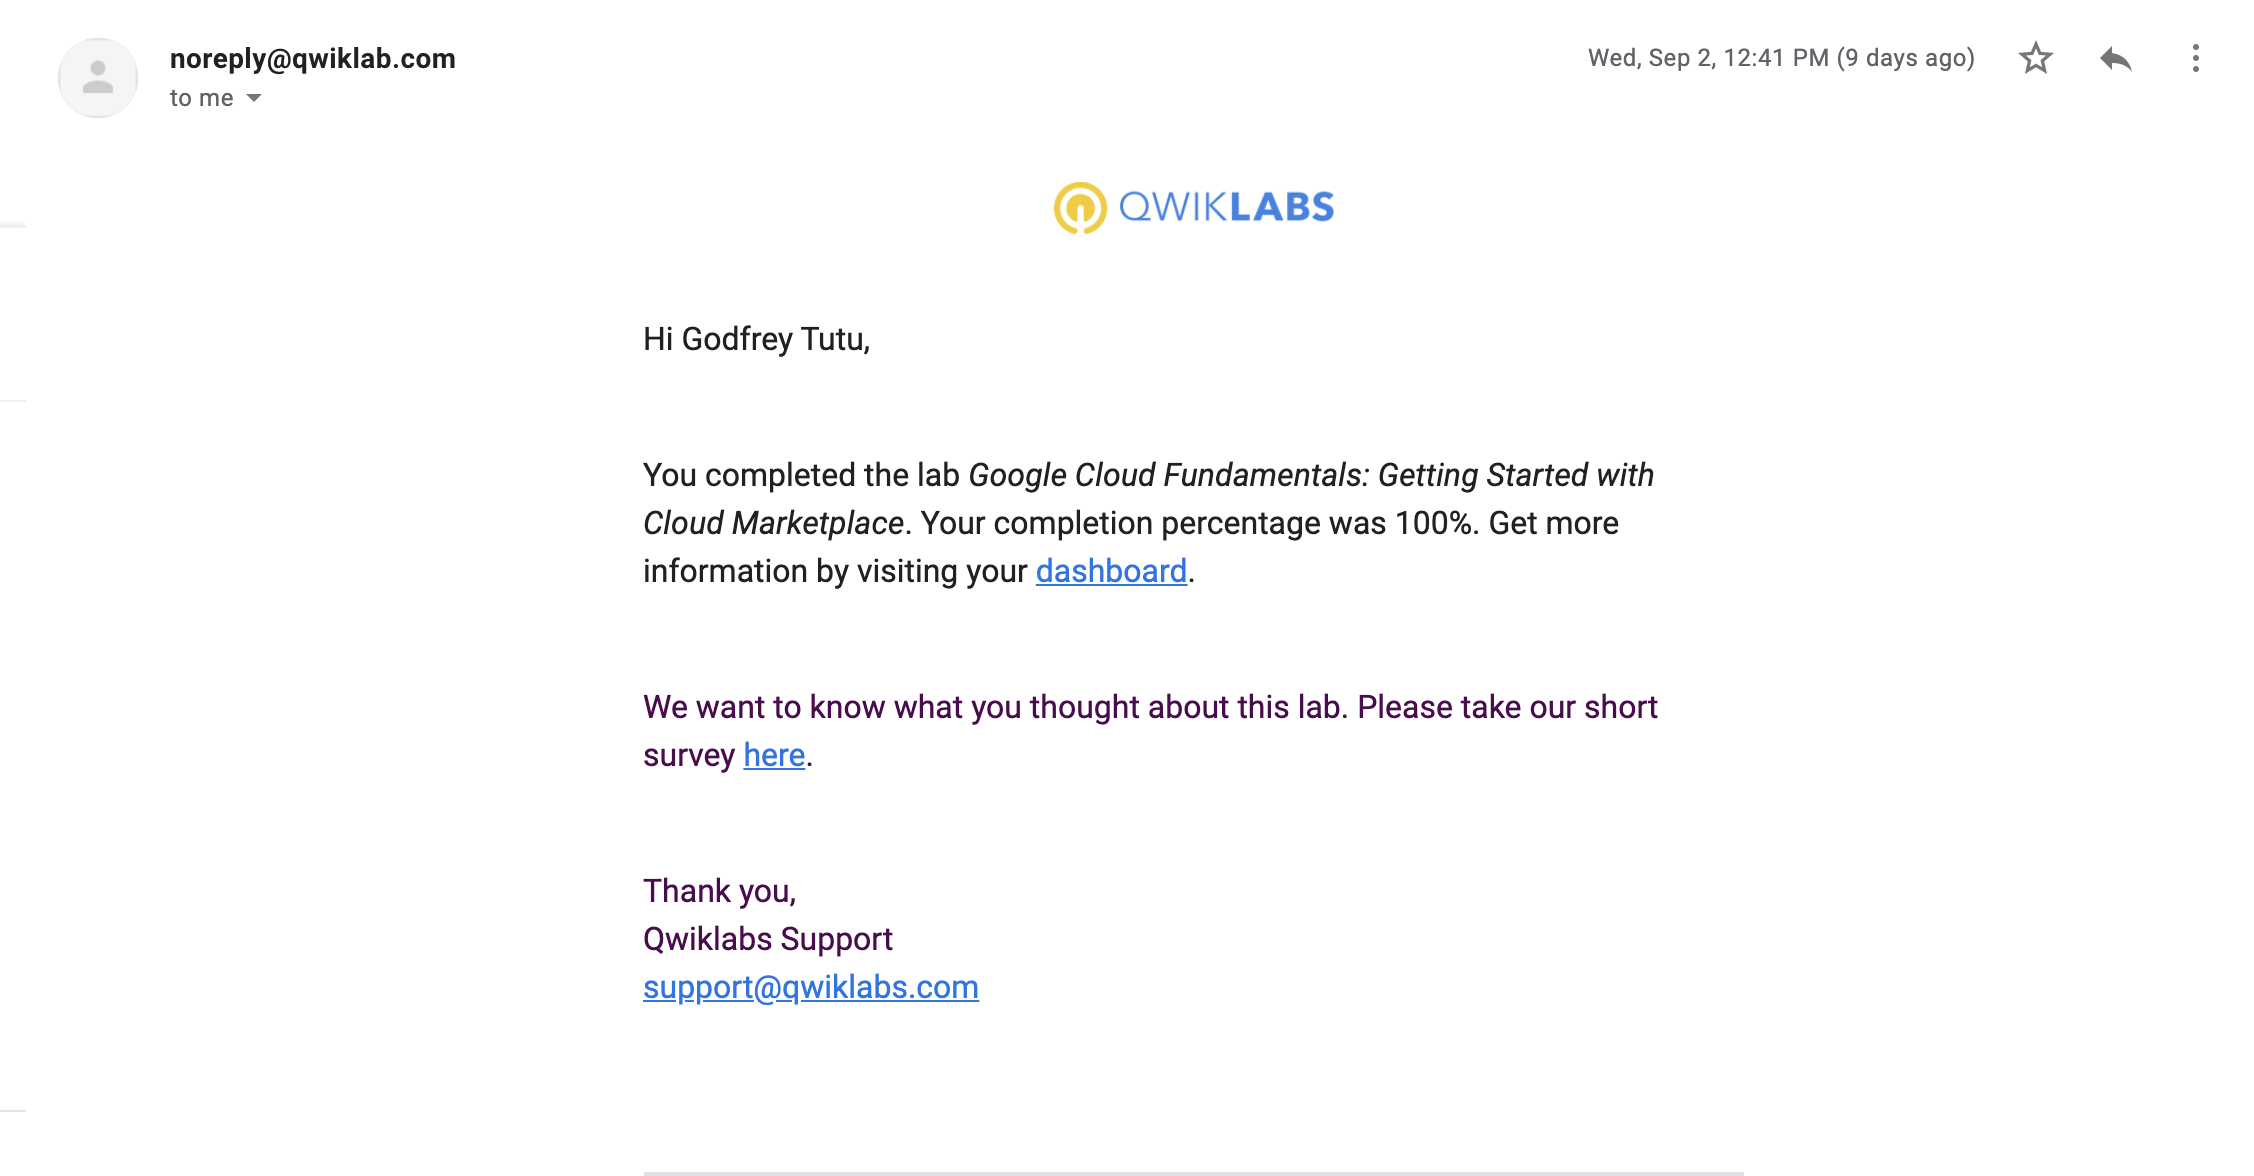 noreply@qwiklab.com
Wed, Sep 2, 12:41 PM (9 days ago)
to me
QWIKLABS
Hi Godfrey Tutu,
You completed the lab Google Cloud Fundamentals: Getting Started with
Cloud Marketplace. Your completion percentage was 100%. Get more
information by visiting your dashboard.
We want to know what you thought about this lab. Please take our short
survey here.
Thank you,
Qwiklabs Support
support@qwiklabs.com